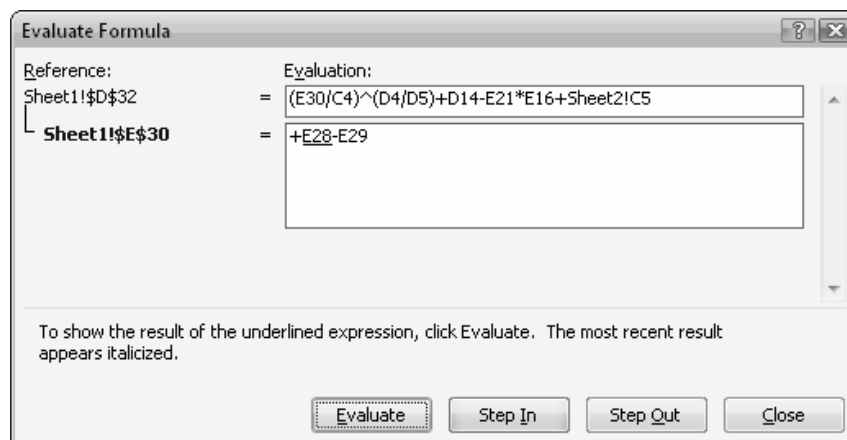 Evaluate Formula
Reference: Evaluation:
Sheet1!$D$32 = (E30/C4)^(D4/D5)+D14-E21*E16+Sheet2!C5
Sheet1!$E$30 = +E28-E29
To show the result of the underlined expression, click Evaluate. The most recent result
appears italicized.
Evaluate Step In Step Out Close